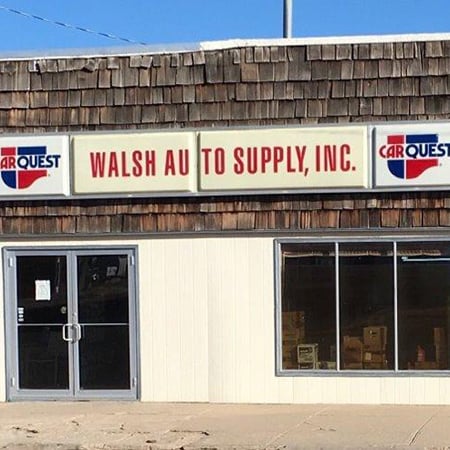 CARQUEST
WALSH AUTO SUPPLY, INC.
CARQUEST